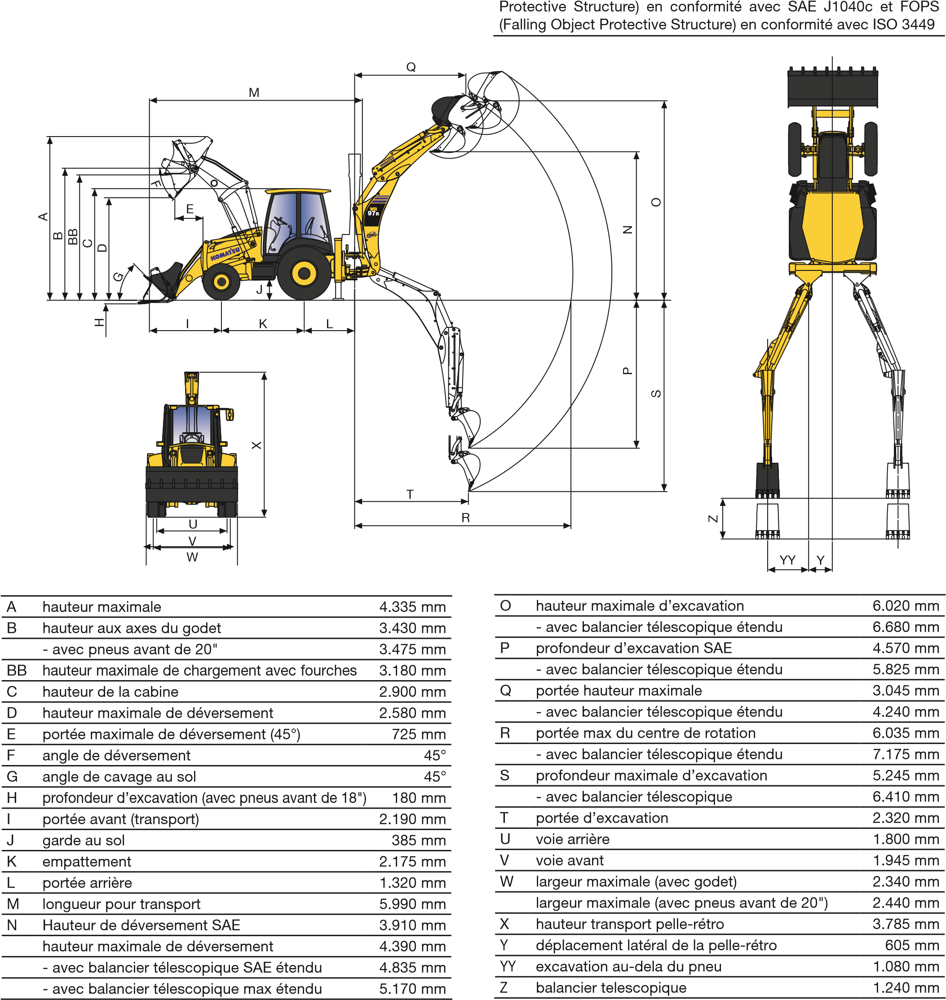 Protective Structure) en conformité avec SAE J1040c et FOPS
(Falling Object Protective Structure) en conformité avec ISO 3449
Q
M
A
B
BB
C
D
E
F
G
H
I
J
K
L
N
O
P
S
T
R
KOMATSU
KOMATSU
WB
97R
Utility
X
U
V
W
Z
YY
Y
A hauteur maximale 4.335 mm
B hauteur aux axes du godet 3.430 mm
- avec pneus avant de 20" 3.475 mm
BB hauteur maximale de chargement avec fourches 3.180 mm
C hauteur de la cabine 2.900 mm
D hauteur maximale de déversement 2.580 mm
E portée maximale de déversement (45°) 725 mm
F angle de déversement 45°
G angle de cavage au sol 45°
H profondeur d’excavation (avec pneus avant de 18") 180 mm
I portée avant (transport) 2.190 mm
J garde au sol 385 mm
K empattement 2.175 mm
L portée arrière 1.320 mm
M longueur pour transport 5.990 mm
N Hauteur de déversement SAE 3.910 mm
hauteur maximale de déversement 4.390 mm
- avec balancier télescopique SAE étendu 4.835 mm
- avec balancier télescopique max étendu 5.170 mm
O hauteur maximale d’excavation 6.020 mm
- avec balancier télescopique étendu 6.680 mm
P profondeur d’excavation SAE 4.570 mm
- avec balancier télescopique étendu 5.825 mm
Q portée hauteur maximale 3.045 mm
- avec balancier télescopique étendu 4.240 mm
R portée max du centre de rotation 6.035 mm
- avec balancier télescopique étendu 7.175 mm
S profondeur maximale d’excavation 5.245 mm
- avec balancier télescopique 6.410 mm
T portée d’excavation 2.320 mm
U voie arrière 1.800 mm
V voie avant 1.945 mm
W largeur maximale (avec godet) 2.340 mm
largeur maximale (avec pneus avant de 20") 2.440 mm
X hauteur transport pelle-rétro 3.785 mm
Y déplacement latéral de la pelle-rétro 605 mm
YY excavation au-dela du pneu 1.080 mm
Z balancier telescopique 1.240 mm